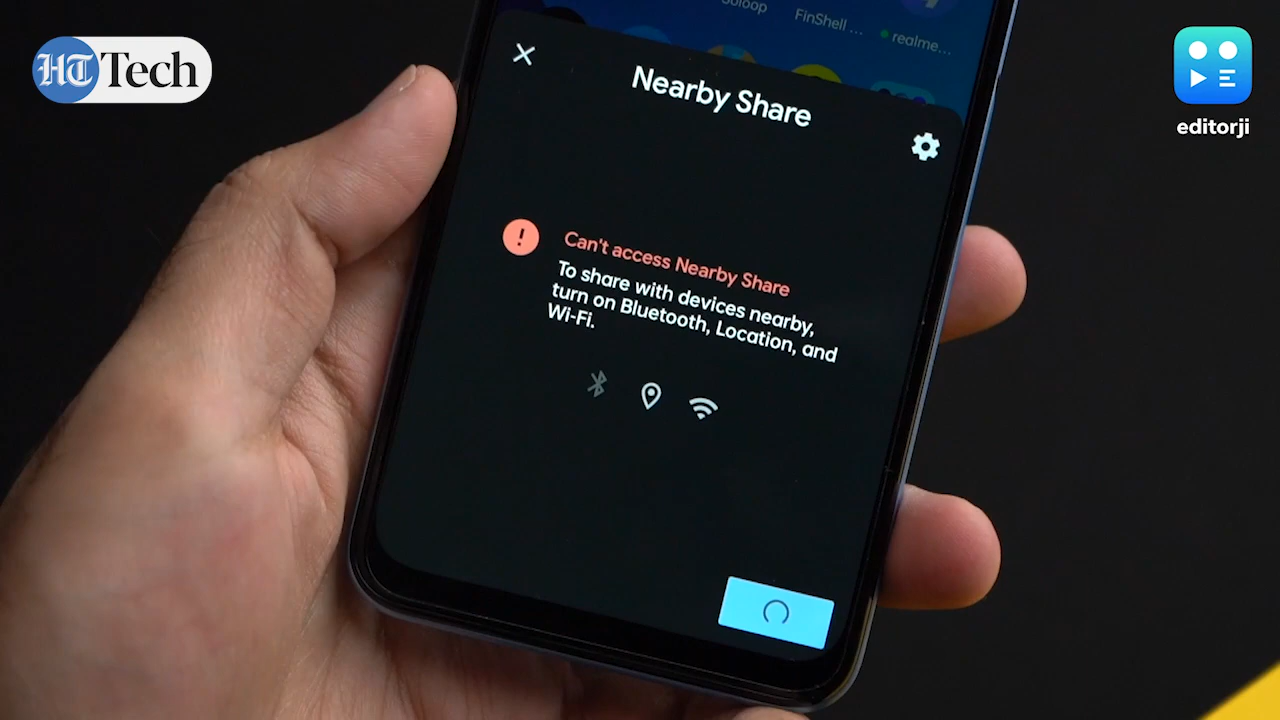 HT Tech
editorji
Soloop
FinShell ...
realme...
Nearby Share
Can't access Nearby Share
To share with devices nearby,
turn on Bluetooth, Location, and
Wi-Fi.